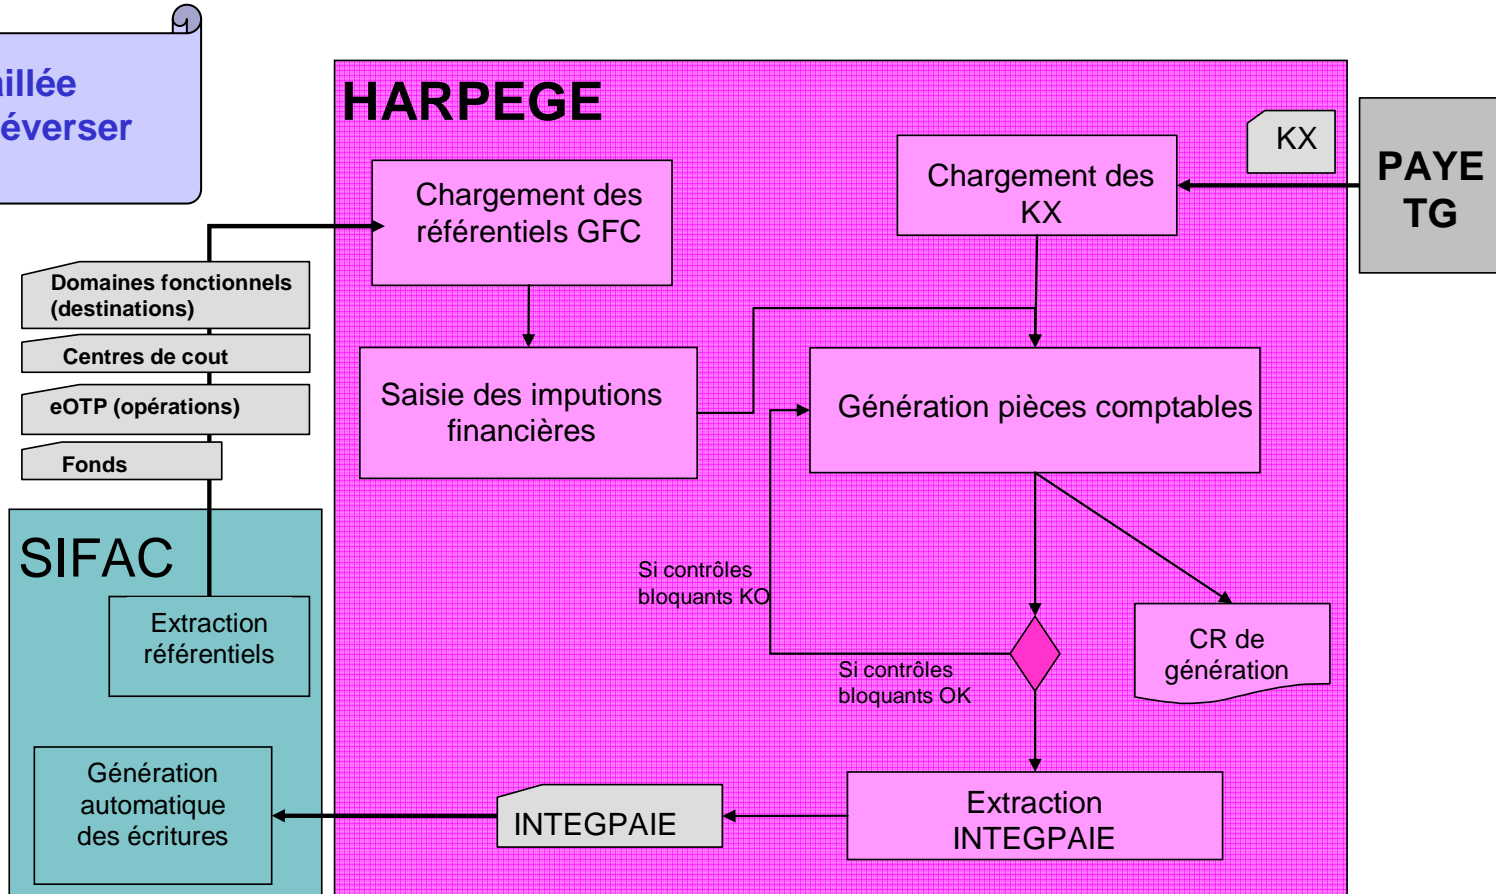 aillée
éverser
HARPEGE
KX
PAYE
TG
Chargement des
référentiels GFC
Chargement des
KX
Domaines fonctionnels
(destinations)
Centres de cout
eOTP (opérations)
Fonds
Saisie des imputions
financières
Génération pièces comptables
SIFAC
Extraction
référentiels
Si contrôles
bloquants KO
Si contrôles
bloquants OK
CR de
génération
Génération
automatique
des écritures
INTEGPAIE
Extraction
INTEGPAIE